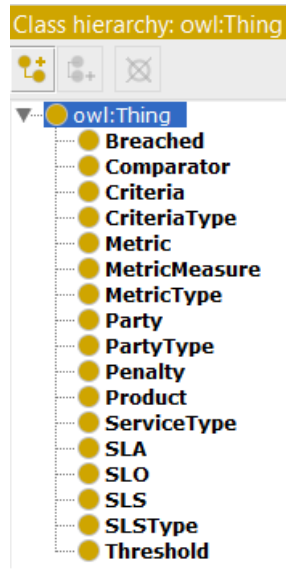 Class hierarchy: owl:Thing
owl:Thing
Breached
Comparator
Criteria
CriteriaType
Metric
MetricMeasure
MetricType
Party
PartyType
Penalty
Product
ServiceType
SLA
SLO
SLS
SLSType
Threshold